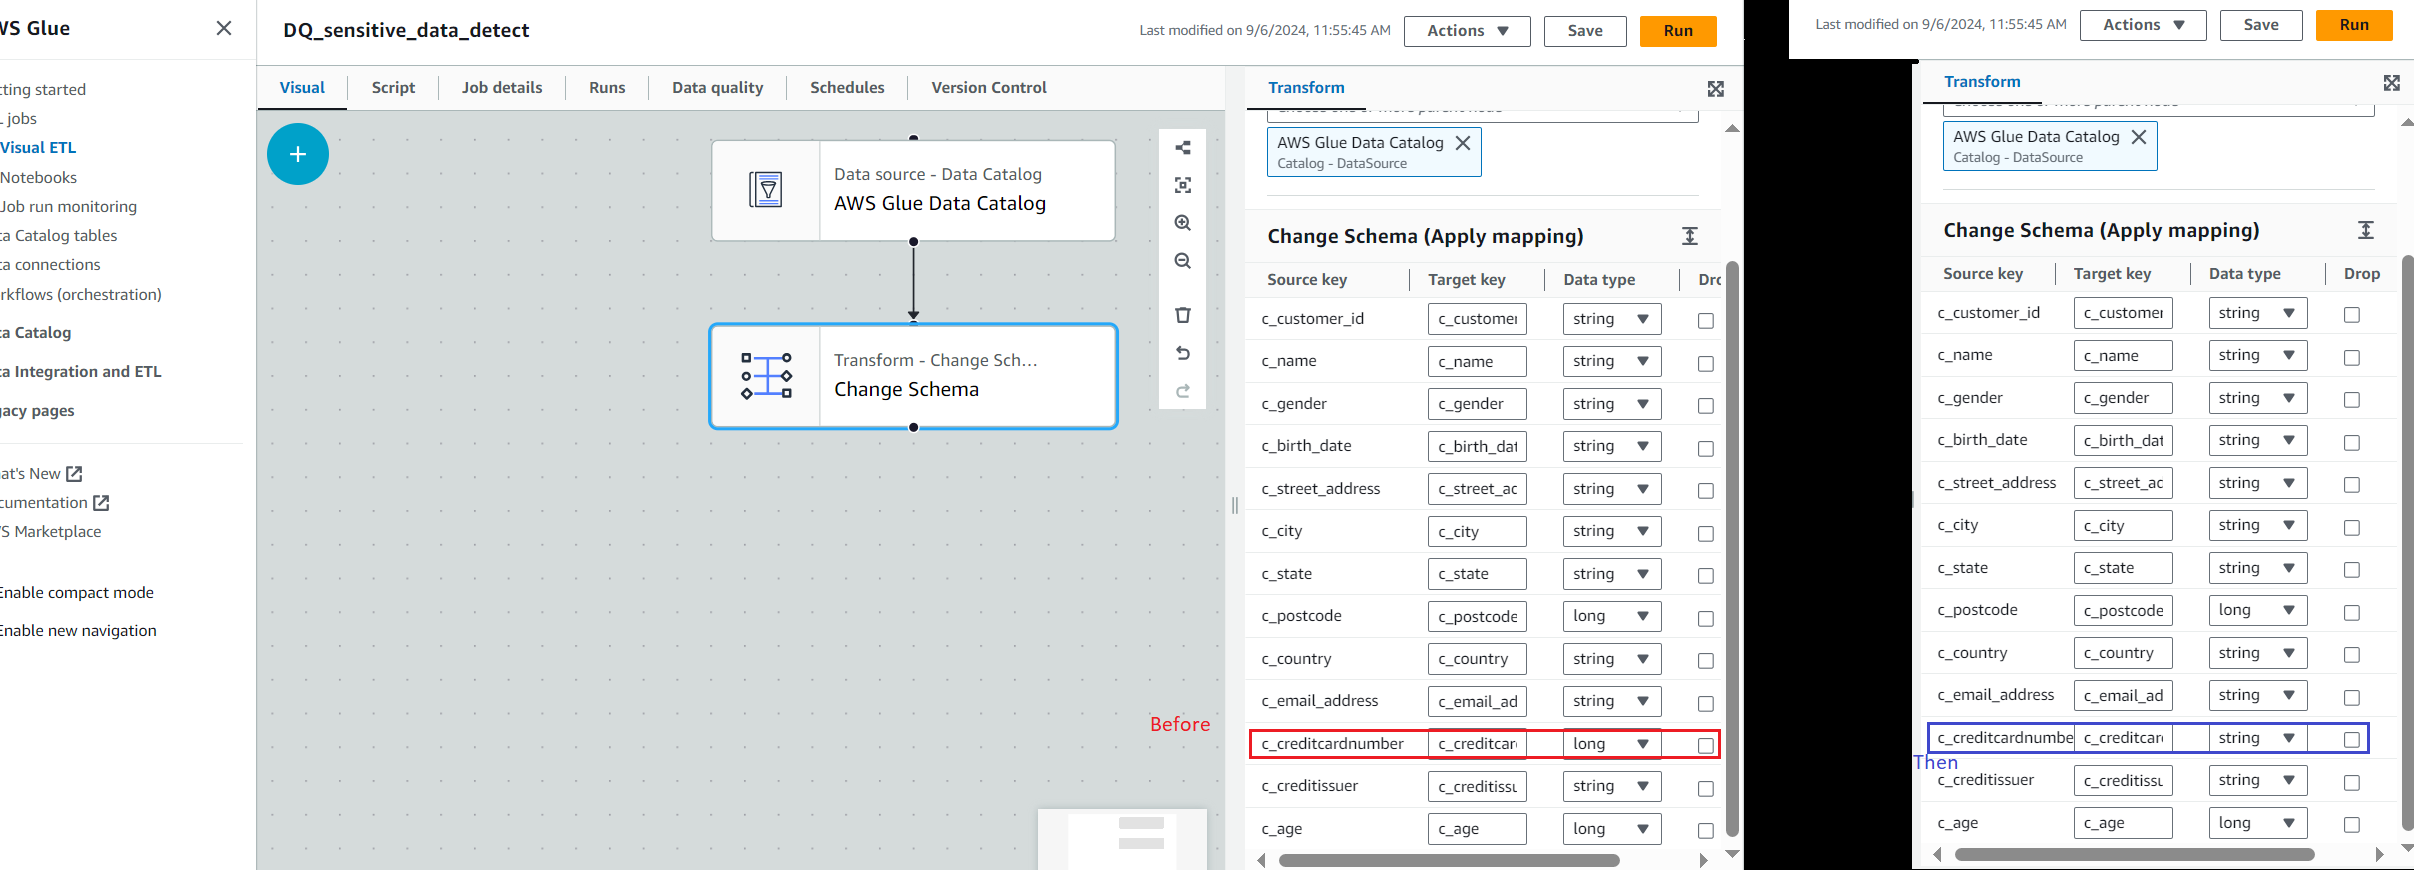 WS Glue
DQ_sensitive_data_detect
Last modified on 9/6/2024, 11:55:45 AM
Actions
Save
Run
tting started
L jobs
Visual ETL
Notebooks
Job run monitoring
ta Catalog tables
ta connections
rkflows (orchestration)
ta Catalog
ta Integration and ETL
gacy pages
at's New
cumentation
VS Marketplace
Enable compact mode
Enable new navigation
Visual
Script
Job details
Runs
Data quality
Schedules
Version Control
Data source - Data Catalog
AWS Glue Data Catalog
Transform - Change Sch...
Change Schema
Before
Transform
AWS Glue Data Catalog
Catalog - DataSource
Change Schema (Apply mapping)
Source key Target key Data type Drc
c_customer_id c_customer string
c_name c_name string
c_gender c_gender string
c_birth_date c_birth_dat string
c_street_address c_street_ac string
c_city c_city string
c_state c_state string
c_postcode c_postcode long
c_country c_country string
c_email_address c_email_ad string
c_creditcardnumber c_creditcar long
c_creditissuer c_creditissu string
c_age c_age long
Last modified on 9/6/2024, 11:55:45 AM
Actions
Save
Run
Transform
AWS Glue Data Catalog
Catalog - DataSource
Change Schema (Apply mapping)
Source key Target key Data type Drop
c_customer_id c_customer string
c_name c_name string
c_gender c_gender string
c_birth_date c_birth_dat string
c_street_address c_street_ac string
c_city c_city string
c_state c_state string
c_postcode c_postcode long
c_country c_country string
c_email_address c_email_ad string
c_creditcardnumbe c_creditcar string
Then
c_creditissuer c_creditissu string
c_age c_age long